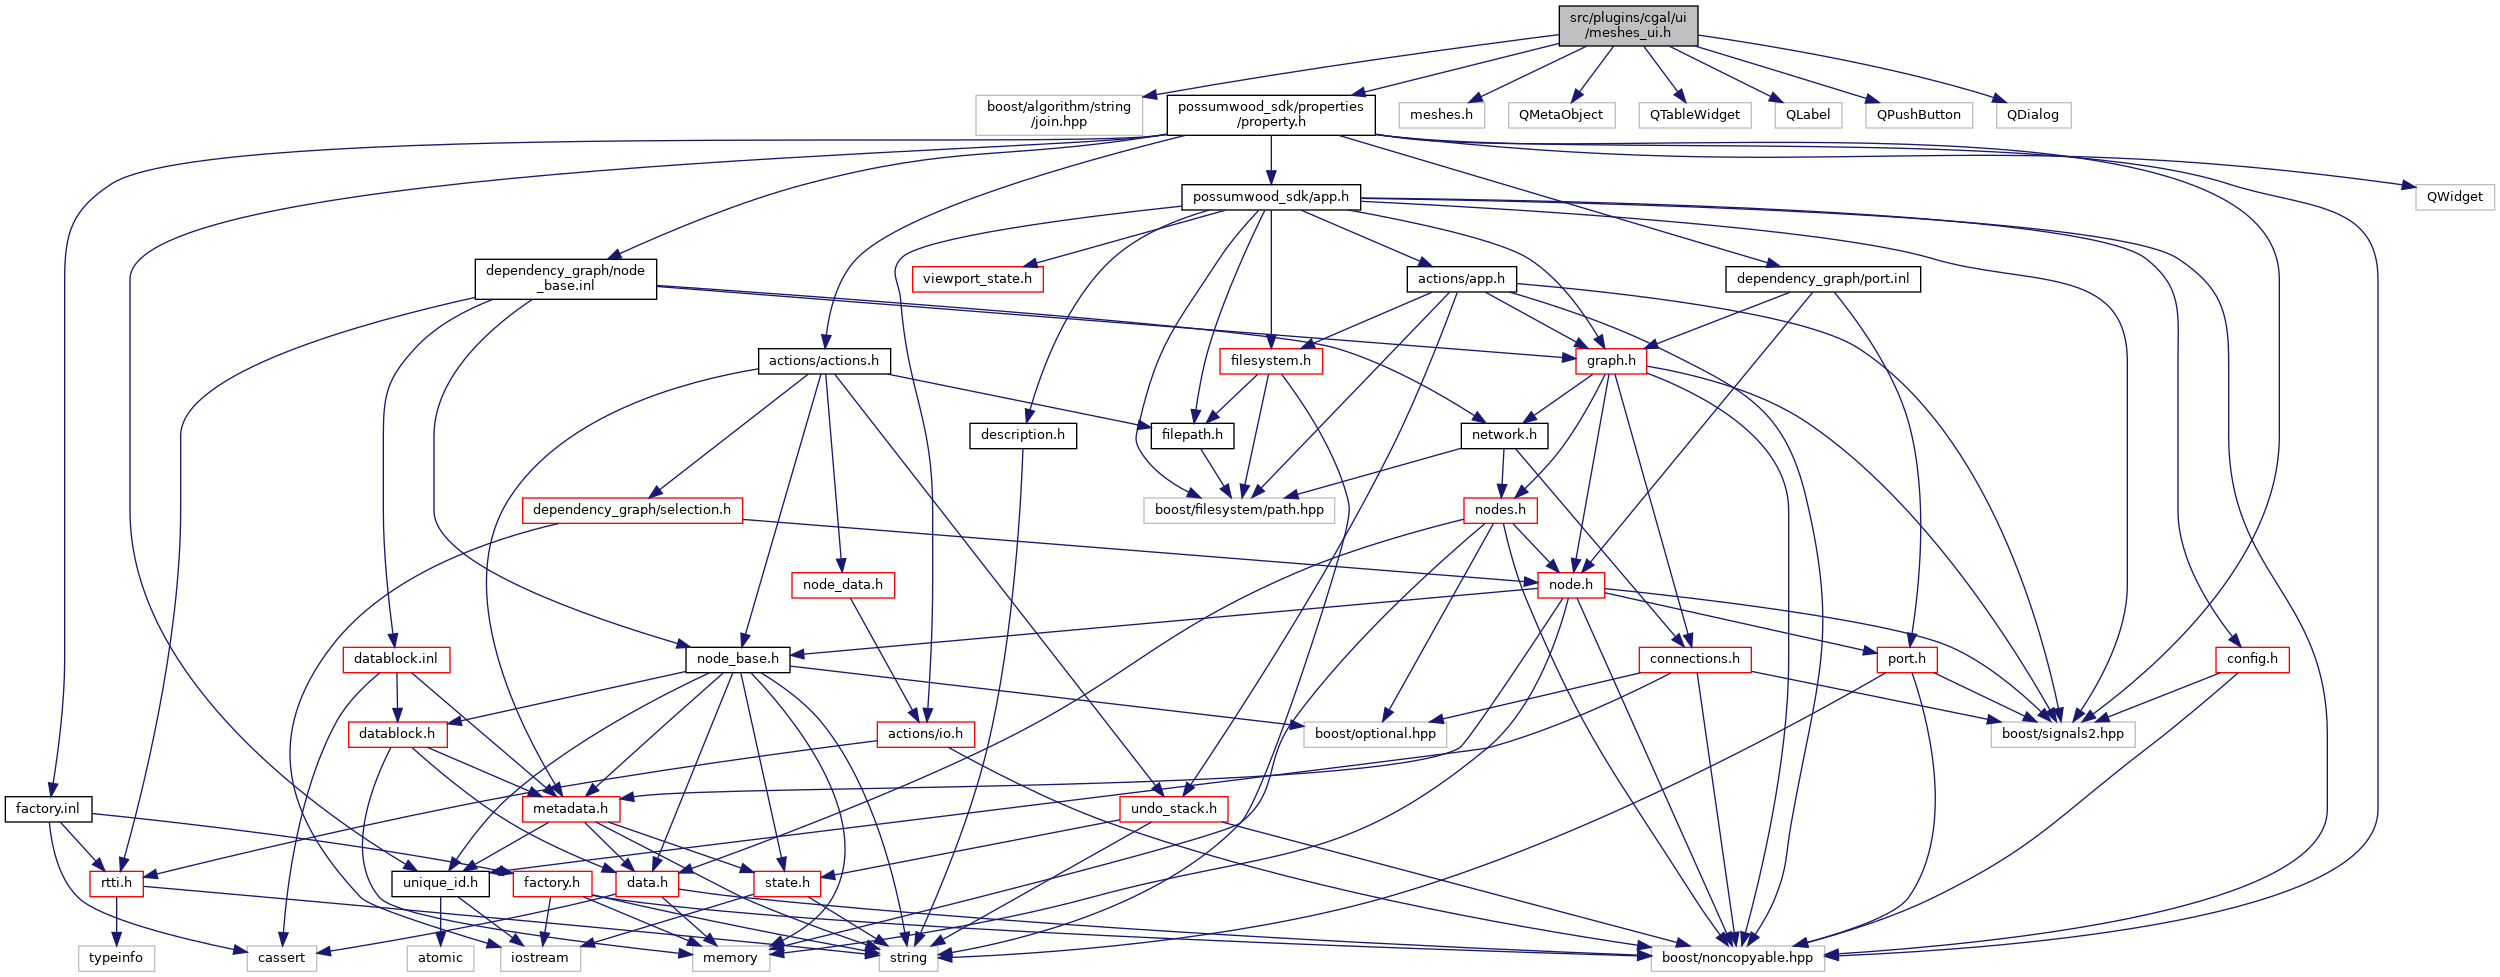 src/plugins/cgal/ui
/meshes_ui.h
boost/algorithm/string
/join.hpp
possumwood_sdk/properties
/property.h
meshes.h
QMetaObject
QTableWidget
QLabel
QPushButton
QDialog
possumwood_sdk/app.h
QWidget
dependency_graph/node
_base.inl
viewport_state.h
actions/app.h
dependency_graph/port.inl
actions/actions.h
filesystem.h
graph.h
description.h
filepath.h
network.h
dependency_graph/selection.h
boost/filesystem/path.hpp
nodes.h
node_data.h
node.h
datablock.inl
node_base.h
connections.h
port.h
config.h
datablock.h
actions/io.h
boost/optional.hpp
boost/signals2.hpp
factory.inl
metadata.h
undo_stack.h
rtti.h
unique_id.h
factory.h
data.h
state.h
typeinfo
cassert
atomic
iostream
memory
string
boost/noncopyable.hpp